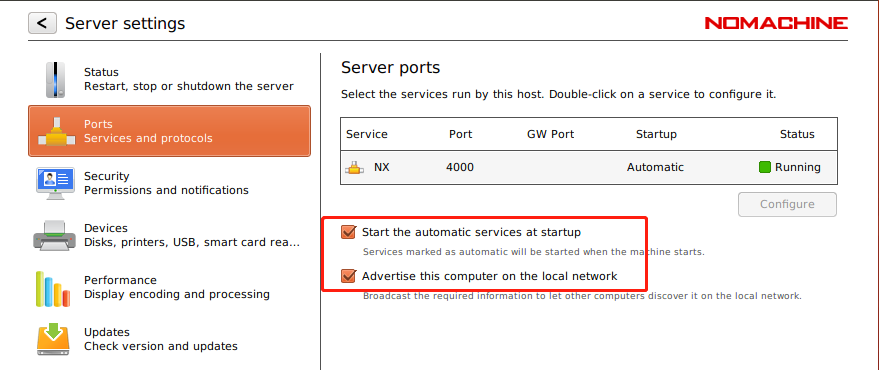 <
Server settings
NOMACHINE
Status
Restart, stop or shutdown the server
Ports
Services and protocols
Security
Permissions and notifications
Devices
Disks, printers, USB, smart card rea...
Performance
Display encoding and processing
Updates
Check version and updates
Server ports
Select the services run by this host. Double-click on a service to configure it.
Service Port GW Port Startup Status
NX 4000 Automatic Running
Configure
Start the automatic services at startup
Services marked as automatic will be started when the machine starts.
Advertise this computer on the local network
Broadcast the required information to let other computers discover it on the local network.